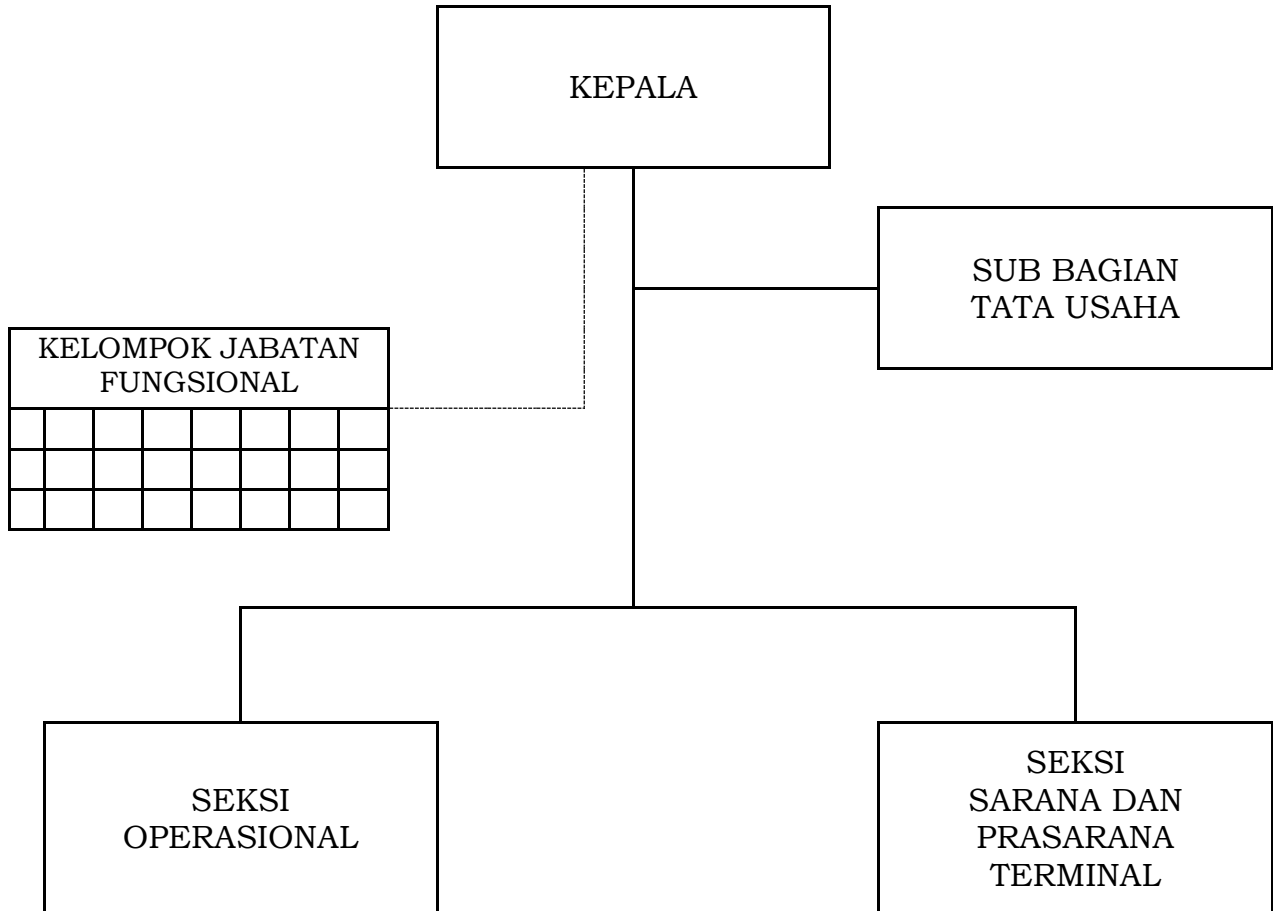 KEPALA
SUB BAGIAN
TATA USAHA
KELOMPOK JABATAN
FUNGSIONAL
SEKSI
OPERASIONAL
SEKSI
SARANA DAN
PRASARANA
TERMINAL